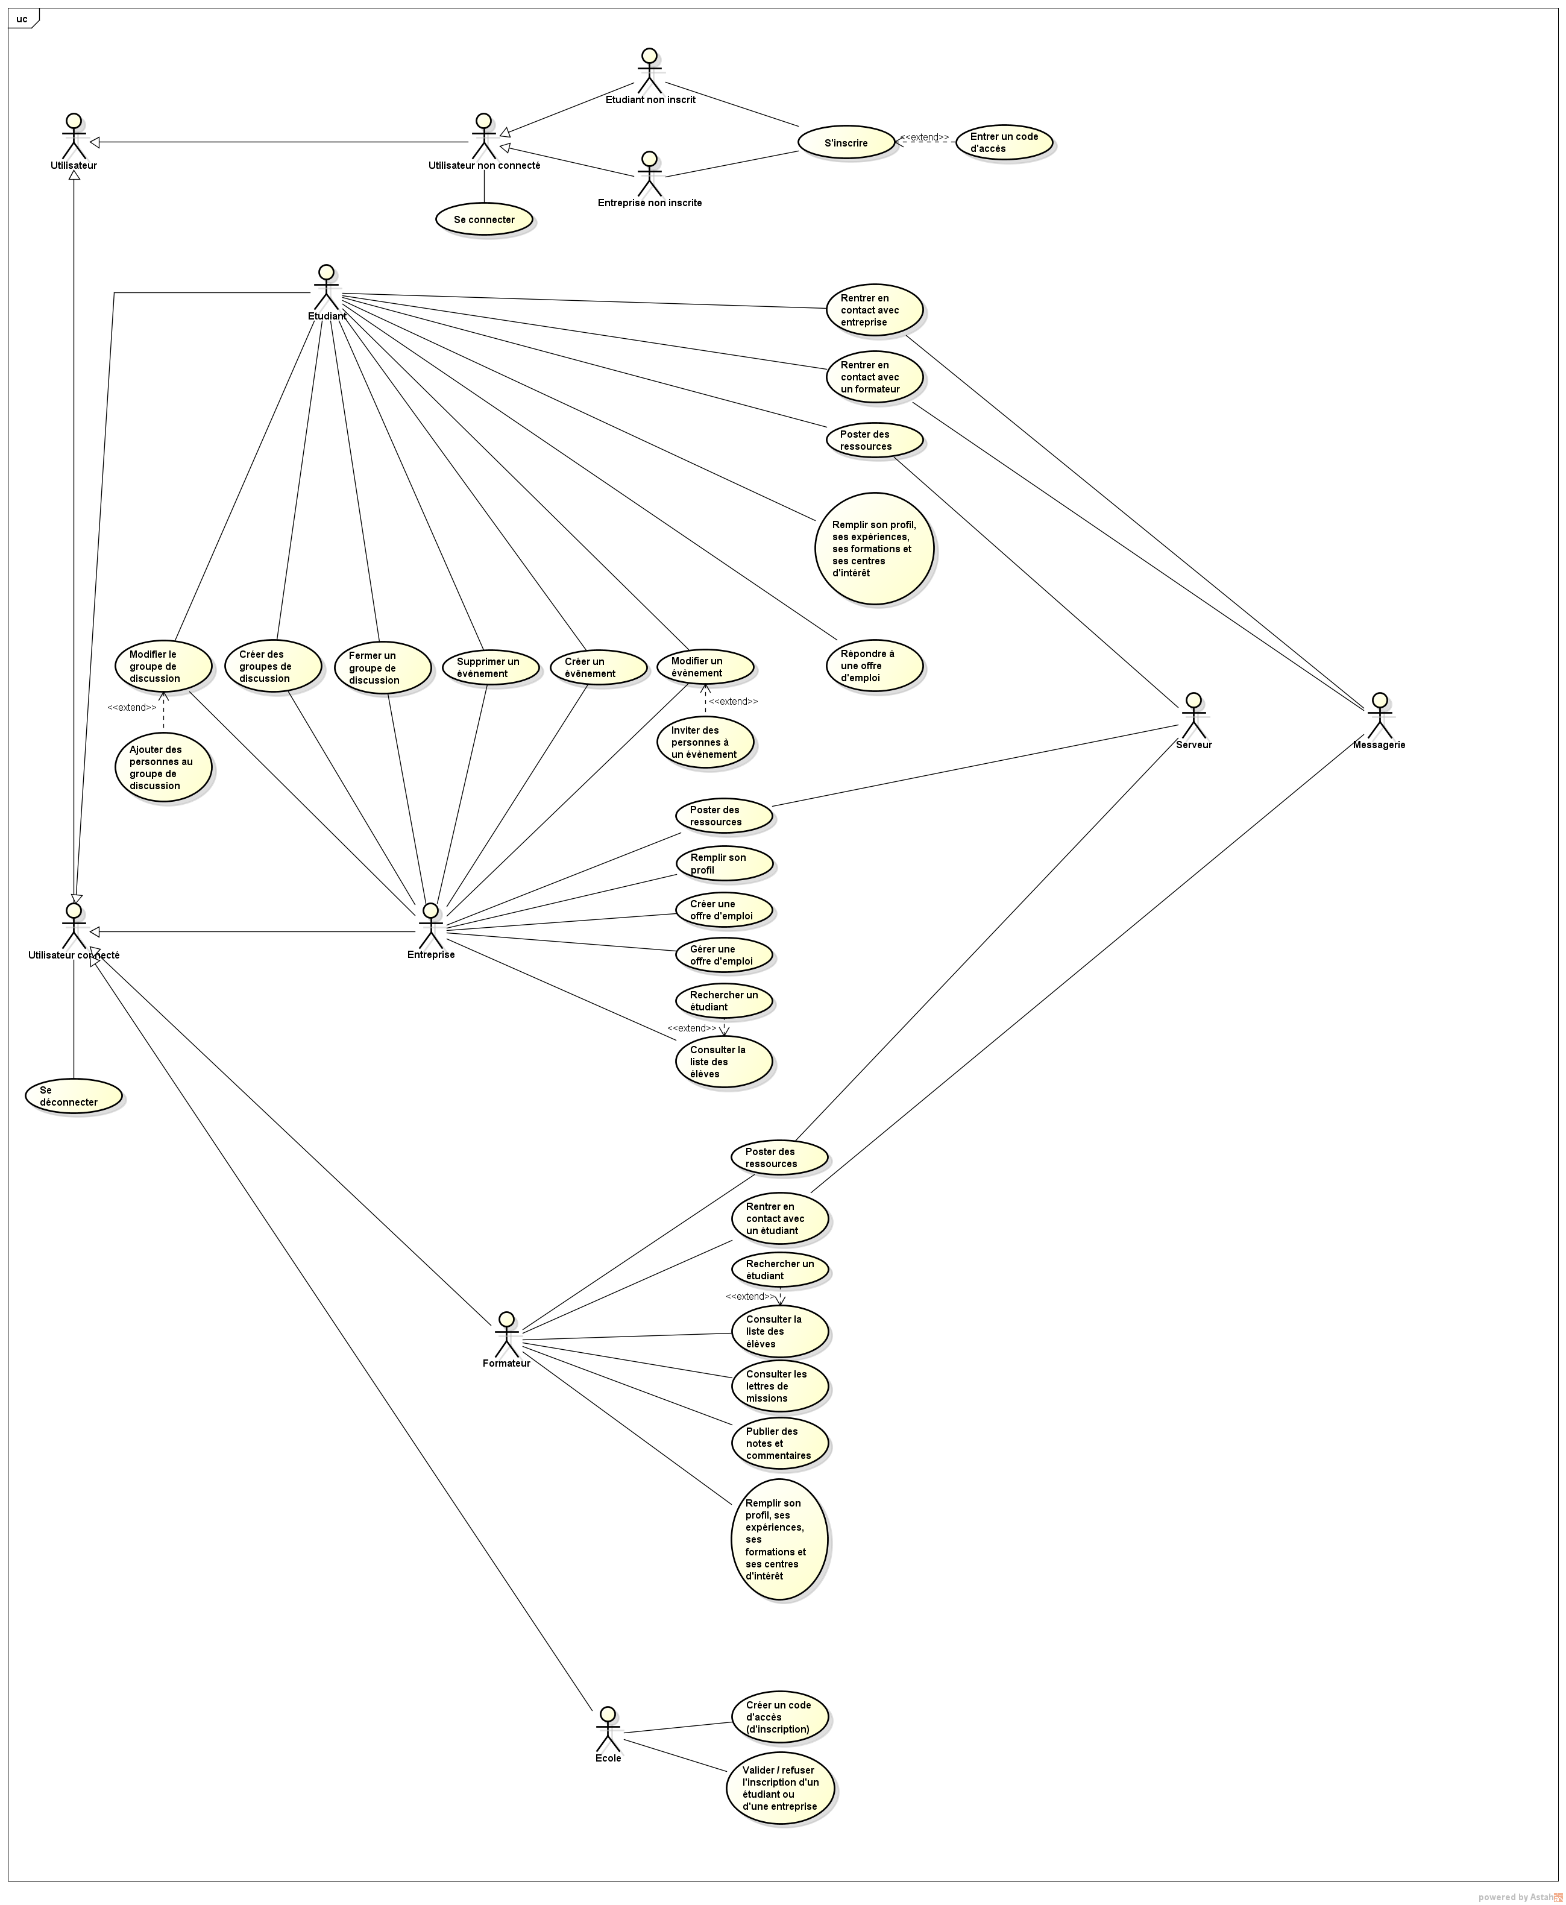 uc
Etudiant non inscrit
Utilisateur
Utilisateur non connecté
S'inscrire
<<extend>>
Entrer un code
d'accès
Entreprise non inscrite
Se connecter
Etudiant
Rentrer en
contact avec
entreprise
Rentrer en
contact avec
un formateur
Poster des
ressources
Remplir son profil,
ses expériences,
ses formations et
ses centres
d'intérêt
Modifier le
groupe de
discussion
Créer des
groupes de
discussion
Fermer un
groupe de
discussion
Supprimer un
événement
Créer un
événement
Modifier un
événement
Répondre à
une offre
d'emploi
<<extend>>
<<extend>>
Ajouter des
personnes au
groupe de
discussion
Inviter des
personnes à
un événement
Serveur
Messagerie
Poster des
ressources
Remplir son
profil
Créer une
offre d'emploi
Utilisateur connecté
Entreprise
Gérer une
offre d'emploi
Rechercher un
étudiant
<<extend>>
Consulter la
liste des
élèves
Se
déconnecter
Poster des
ressources
Rentrer en
contact avec
un étudiant
Rechercher un
étudiant
<<extend>>
Formateur
Consulter la
liste des
élèves
Consulter les
lettres de
missions
Publier des
notes et
commentaires
Remplir son
profil, ses
expériences,
ses
formations et
ses centres
d'intérêt
Ecole
Créer un code
d'accès
(d'inscription)
Valider / refuser
l'inscription d'un
étudiant ou
d'une entreprise
powered by Astah